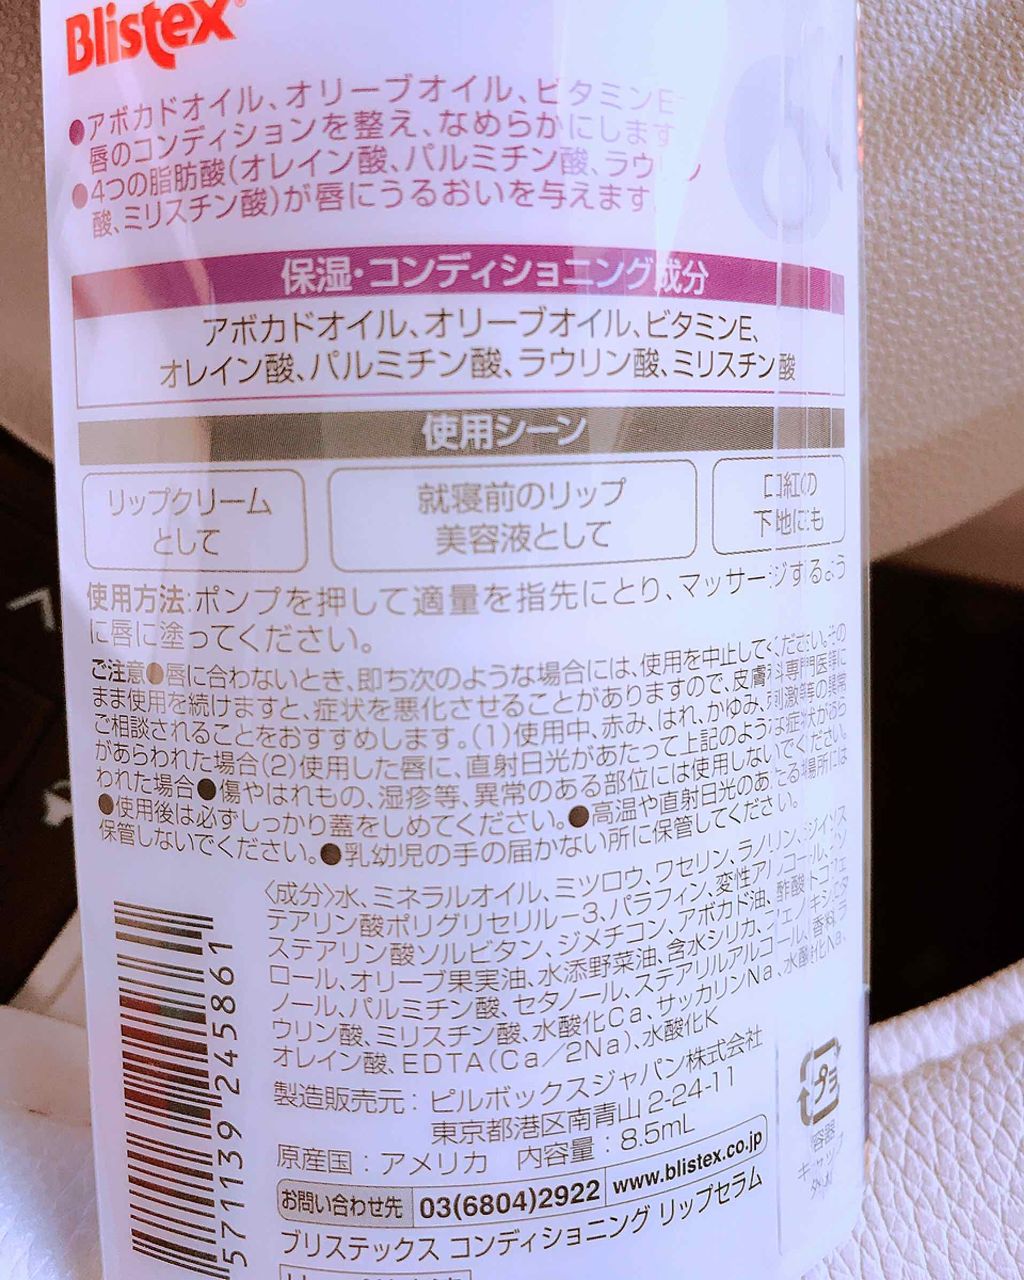 Blistex®
●アボカドオイル、オリーブオイル、ビタミンE
唇のコンディションを整え、なめらかにします
●4つの脂肪酸(オレイン酸、パルミチン酸、ラウリン
酸、ミリスチン酸)が唇にうるおいを与えます
保湿・コンディショニング成分
アボカドオイル、オリーブオイル、ビタミンE、
オレイン酸、パルミチン酸、ラウリン酸、ミリスチン酸
使用シーン
リップクリーム
として
就寝前のリップ
美容液として
口紅の
下地にも
使用方法:ポンプを押して適量を指先にとり、マッサージするよう
に唇に塗ってください。
ご注意●唇に合わないとき、即ち次のような場合には、使用を中止してください。その
まま使用を続けますと、症状を悪化させることがありますので、皮膚科専門医等に
ご相談されることをおすすめします。(1)使用中、赤み、はれ、かゆみ、刺激等の異常
があらわれた場合(2)使用した唇に、直射日光があたって上記のような症状があら
われた場合●傷やはれもの、湿疹等、異常のある部位には使用しないでください。
●使用後は必ずしっかり蓋をしめてください。●高温や直射日光のあたる場所には
保管しないでください。●乳幼児の手の届かない所に保管してください。
〈成分〉水、ミネラルオイル、ミツロウ、ワセリン、ラノリン、ジイソス
テアリン酸ポリグリセリル-3、パラフィン、変性アルコール、
ステアリン酸ソルビタン、ジメチコン、アボカド油、酢酸トコフェ
ロール、オリーブ果実油、水添野菜油、含水シリカ、フェノキシエタ
ノール、パルミチン酸、セタノール、ステアリルアルコール、香料、ラ
ウリン酸、ミリスチン酸、水酸化Ca、サッカリンNa、水酸化Na、
オレイン酸、EDTA(Ca/2Na)、水酸化K
製造販売元:ピルボックスジャパン株式会社
東京都港区南青山2-24-11
原産国:アメリカ 内容量:8.5mL
お問い合わせ先 03(6804)2922 www.blistex.co.jp
ブリステックス コンディショニング リップセラム
571139 245861
プラ
容器
キャップ